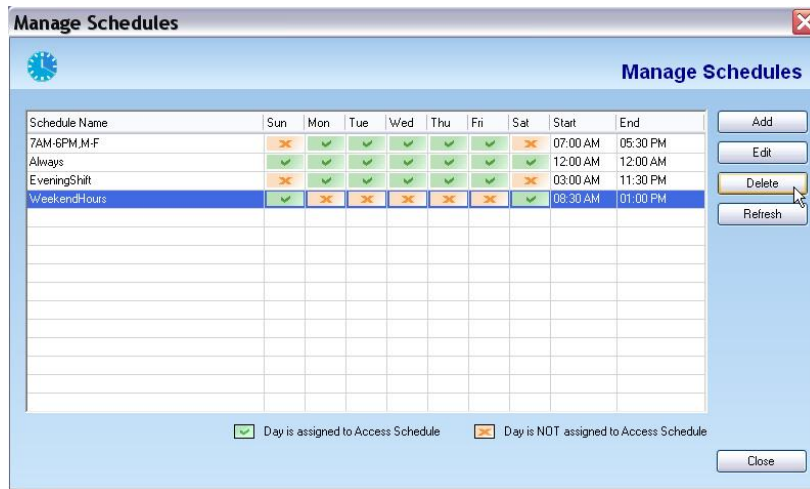 Manage Schedules
Manage Schedules
Schedule Name Sun Mon Tue Wed Thu Fri Sat Start End
7AM-6PM,M-F 07:00 AM 05:30 PM
Always 12:00 AM 12:00 AM
EveningShift 03:00 AM 11:30 PM
WeekendHours 08:30 AM 01:00 PM
Add
Edit
Delete
Refresh
Day is assigned to Access Schedule Day is NOT assigned to Access Schedule
Close